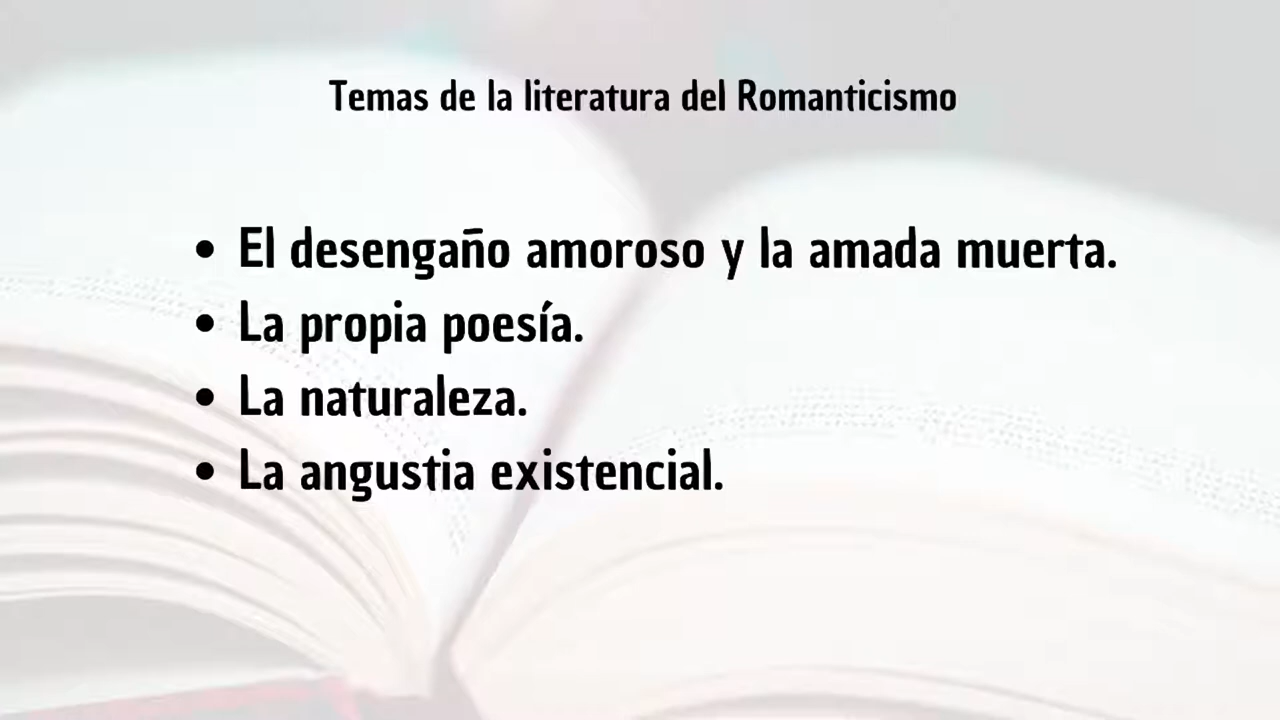 Temas de la literatura del Romanticismo
• El desengaño amoroso y la amada muerta.
• La propia poesía.
• La naturaleza.
• La angustia existencial.